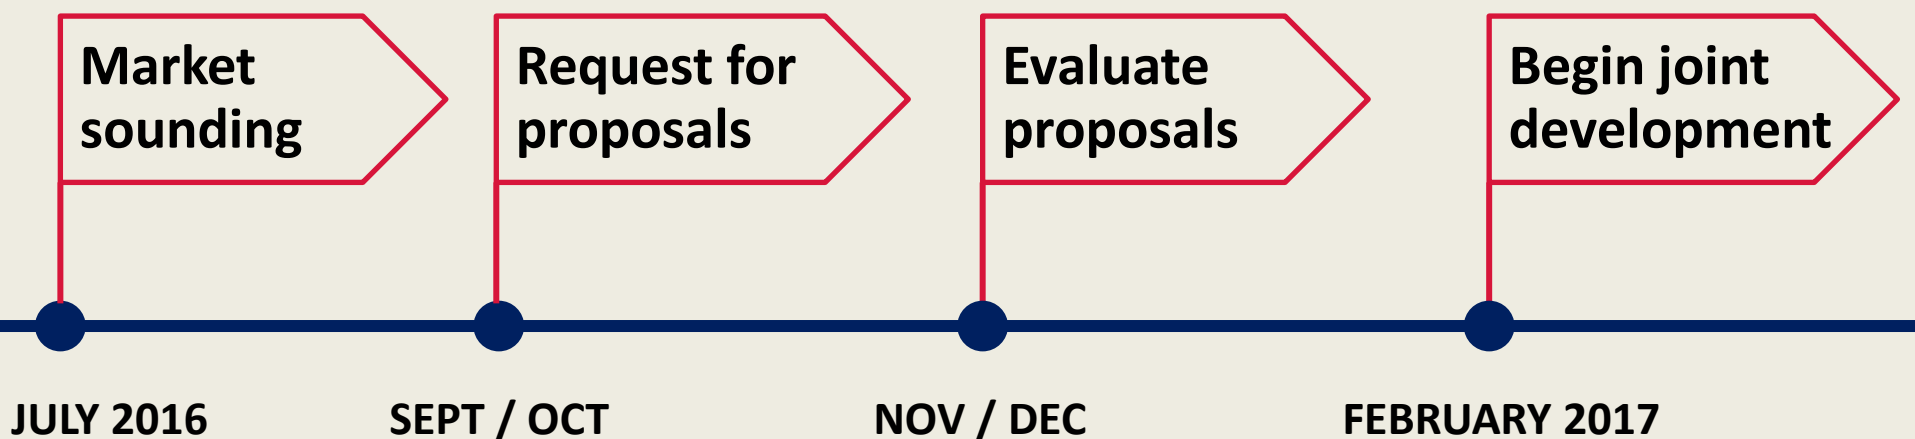 Market
sounding
Request for
proposals
Evaluate
proposals
Begin joint
development
JULY 2016
SEPT / OCT
NOV / DEC
FEBRUARY 2017